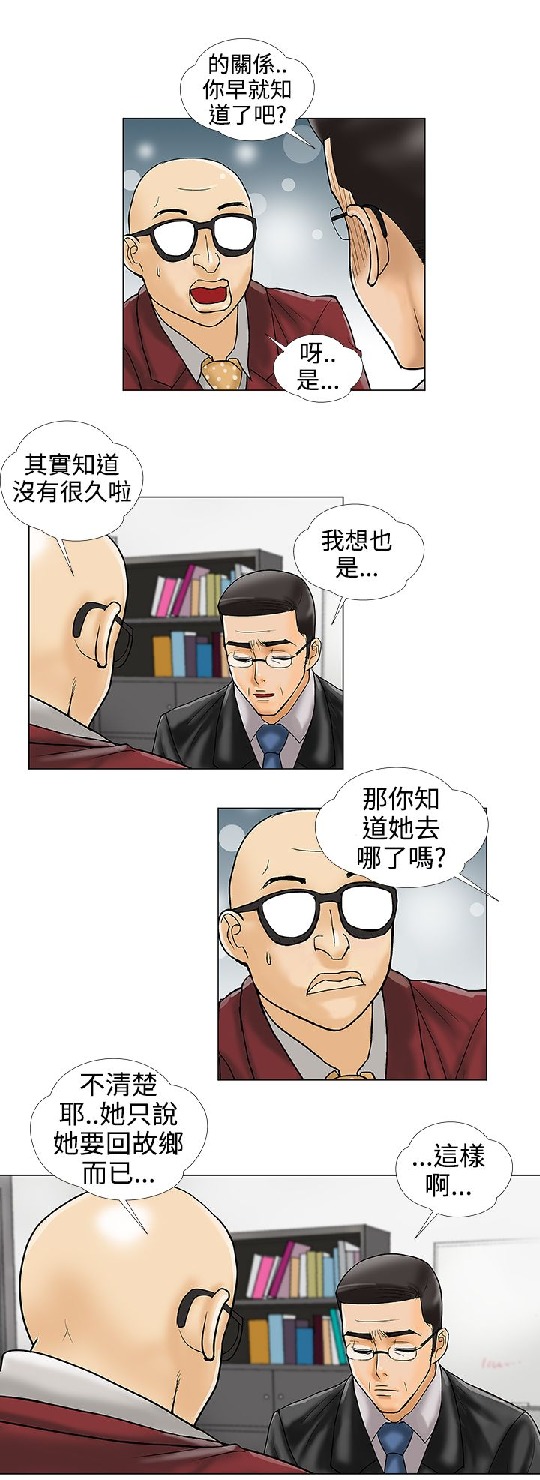 的關係..
你早就知
道了吧?
呀..
是...
其實知道
沒有很久啦
我想也
是...
那你知
道她去
哪了嗎?
不清楚
耶..她只說
她要回故鄉
而已...
...這樣
啊...